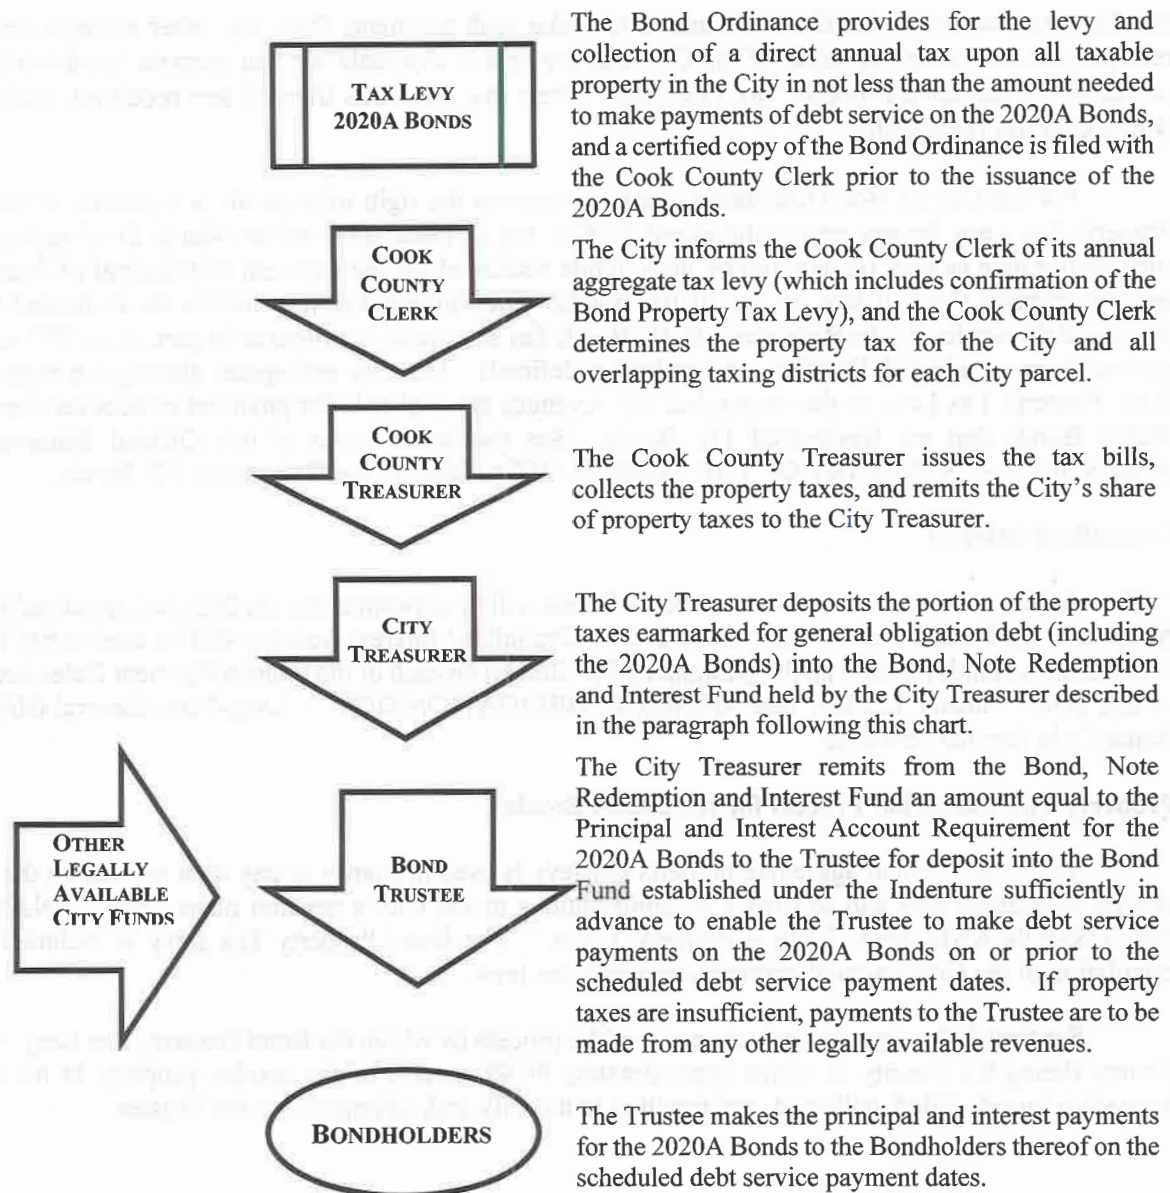 TAX LEVY
2020A BONDS
The Bond Ordinance provides for the levy and
collection of a direct annual tax upon all taxable
property in the City in not less than the amount needed
to make payments of debt service on the 2020A Bonds,
and a certified copy of the Bond Ordinance is filed with
the Cook County Clerk prior to the issuance of the
2020A Bonds.
COOK
COUNTY
CLERK
The City informs the Cook County Clerk of its annual
aggregate tax levy (which includes confirmation of the
Bond Property Tax Levy), and the Cook County Clerk
determines the property tax for the City and all
overlapping taxing districts for each City parcel.
COOK
COUNTY
TREASURER
The Cook County Treasurer issues the tax bills,
collects the property taxes, and remits the City's share
of property taxes to the City Treasurer.
CITY
TREASURER
The City Treasurer deposits the portion of the property
taxes earmarked for general obligation debt (including
the 2020A Bonds) into the Bond Note Redemption
and Interest Fund held by the City Treasurer described
in the paragraph following this chart.
OTHER
LEGALLY
AVAILABLE
CITY FUNDS
BOND
TRUSTEE
The City Treasurer remits from the Bond, Note
Redemption and Interest Fund an amount equal to the
Principal and Interest Account Requirement for the
2020A Bonds to the Trustee for deposit into the Bond
Fund established under the Indenture sufficiently in
advance to enable the Trustee to make debt service
payments on the 2020A Bonds on or prior to the
scheduled debt service payment dates. If property
taxes are insufficient, payments to the Trustee are to be
made from any other legally available revenues.
BONDHOLDERS
The Trustee makes the principal and interest payments
for the 2020A Bonds to the Bondholders thereof on the
scheduled debt service payment dates.